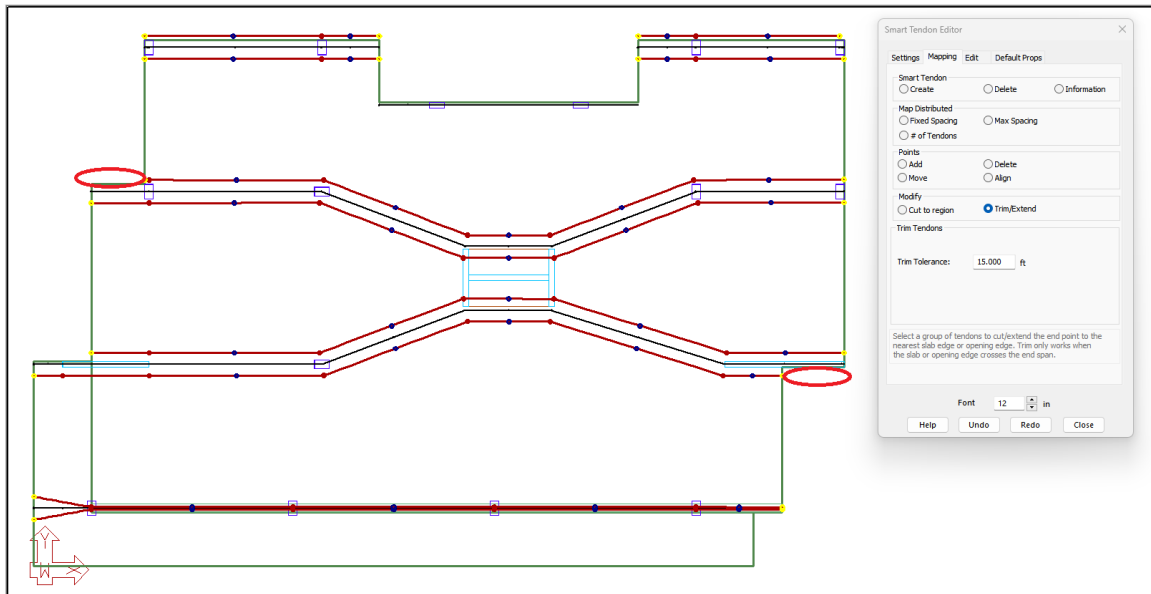 Smart Tendon Editor
Settings Mapping Edit Default Props
Smart Tendon
Create Delete Information
Map Distributed
Fixed Spacing Max Spacing
# of Tendons
Points
Add Delete
Move Align
Modify
Cut to region Trim/Extend
Trim Tendons
Trim Tolerance: 15.000 ft
Select a group of tendons to cut/extend the end point to the
nearest slab edge or opening edge. Trim only works when
the slab or opening edge crosses the end span.
Font 12 in
Help Undo Redo Close
Y
W X